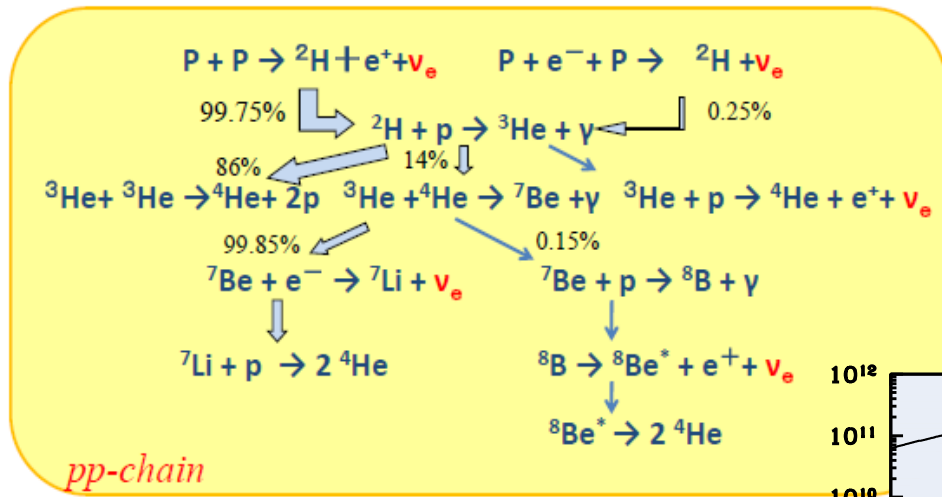 P + P → ²H + e⁺+νₑ P + e⁻ + P → ²H +νₑ
99.75% 0.25%
²H + p → ³He + γ
86% 14%
³He+ ³He →⁴He+ 2p ³He +⁴He → ⁷Be +γ ³He + p → ⁴He + e⁺+ νₑ
99.85% 0.15%
⁷Be + e⁻ → ⁷Li + νₑ ⁷Be + p → ⁸B + γ
⁷Li + p → 2 ⁴He ⁸B → ⁸Be* + e⁺+ νₑ
⁸Be* → 2 ⁴He
pp-chain
10¹²
10¹¹
10¹⁰